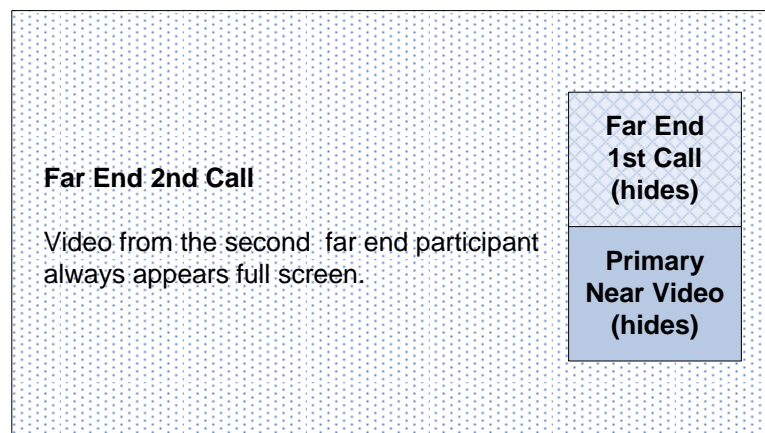 Far End 2nd Call
Video from the second  far end participant
always appears full screen.
Far End
1st Call
(hides)
Primary
Near Video
(hides)